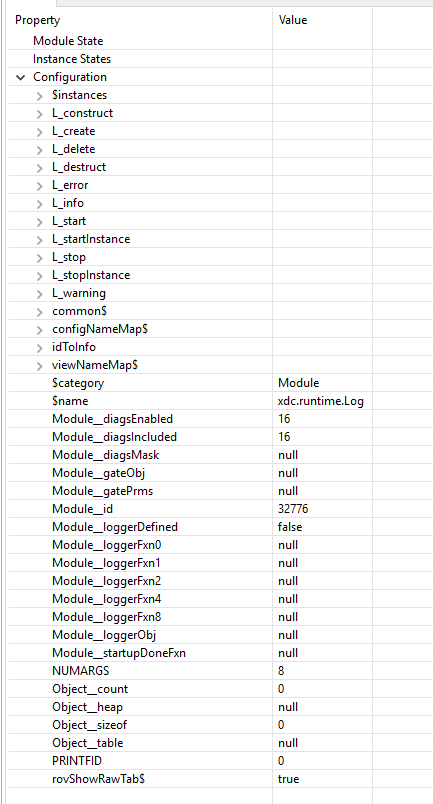 Property Value
Module State
Instance States
Configuration
$instances
L_construct
L_create
L_delete
L_destruct
L_error
L_info
L_start
L_startInstance
L_stop
L_stopInstance
L_warning
common$
configNameMap$
idToInfo
viewNameMap$
$category Module
$name xdc.runtime.Log
Module__diagsEnabled 16
Module__diagsIncluded 16
Module__diagsMask null
Module__gateObj null
Module__gatePrms null
Module__id 32776
Module__loggerDefined false
Module__loggerFxn0 null
Module__loggerFxn1 null
Module__loggerFxn2 null
Module__loggerFxn4 null
Module__loggerFxn8 null
Module__loggerObj null
Module__startupDoneFxn null
NUMARGS 8
Object__count 0
Object__heap null
Object__sizeof 0
Object__table null
PRINTFID 0
rovShowRawTab$ true